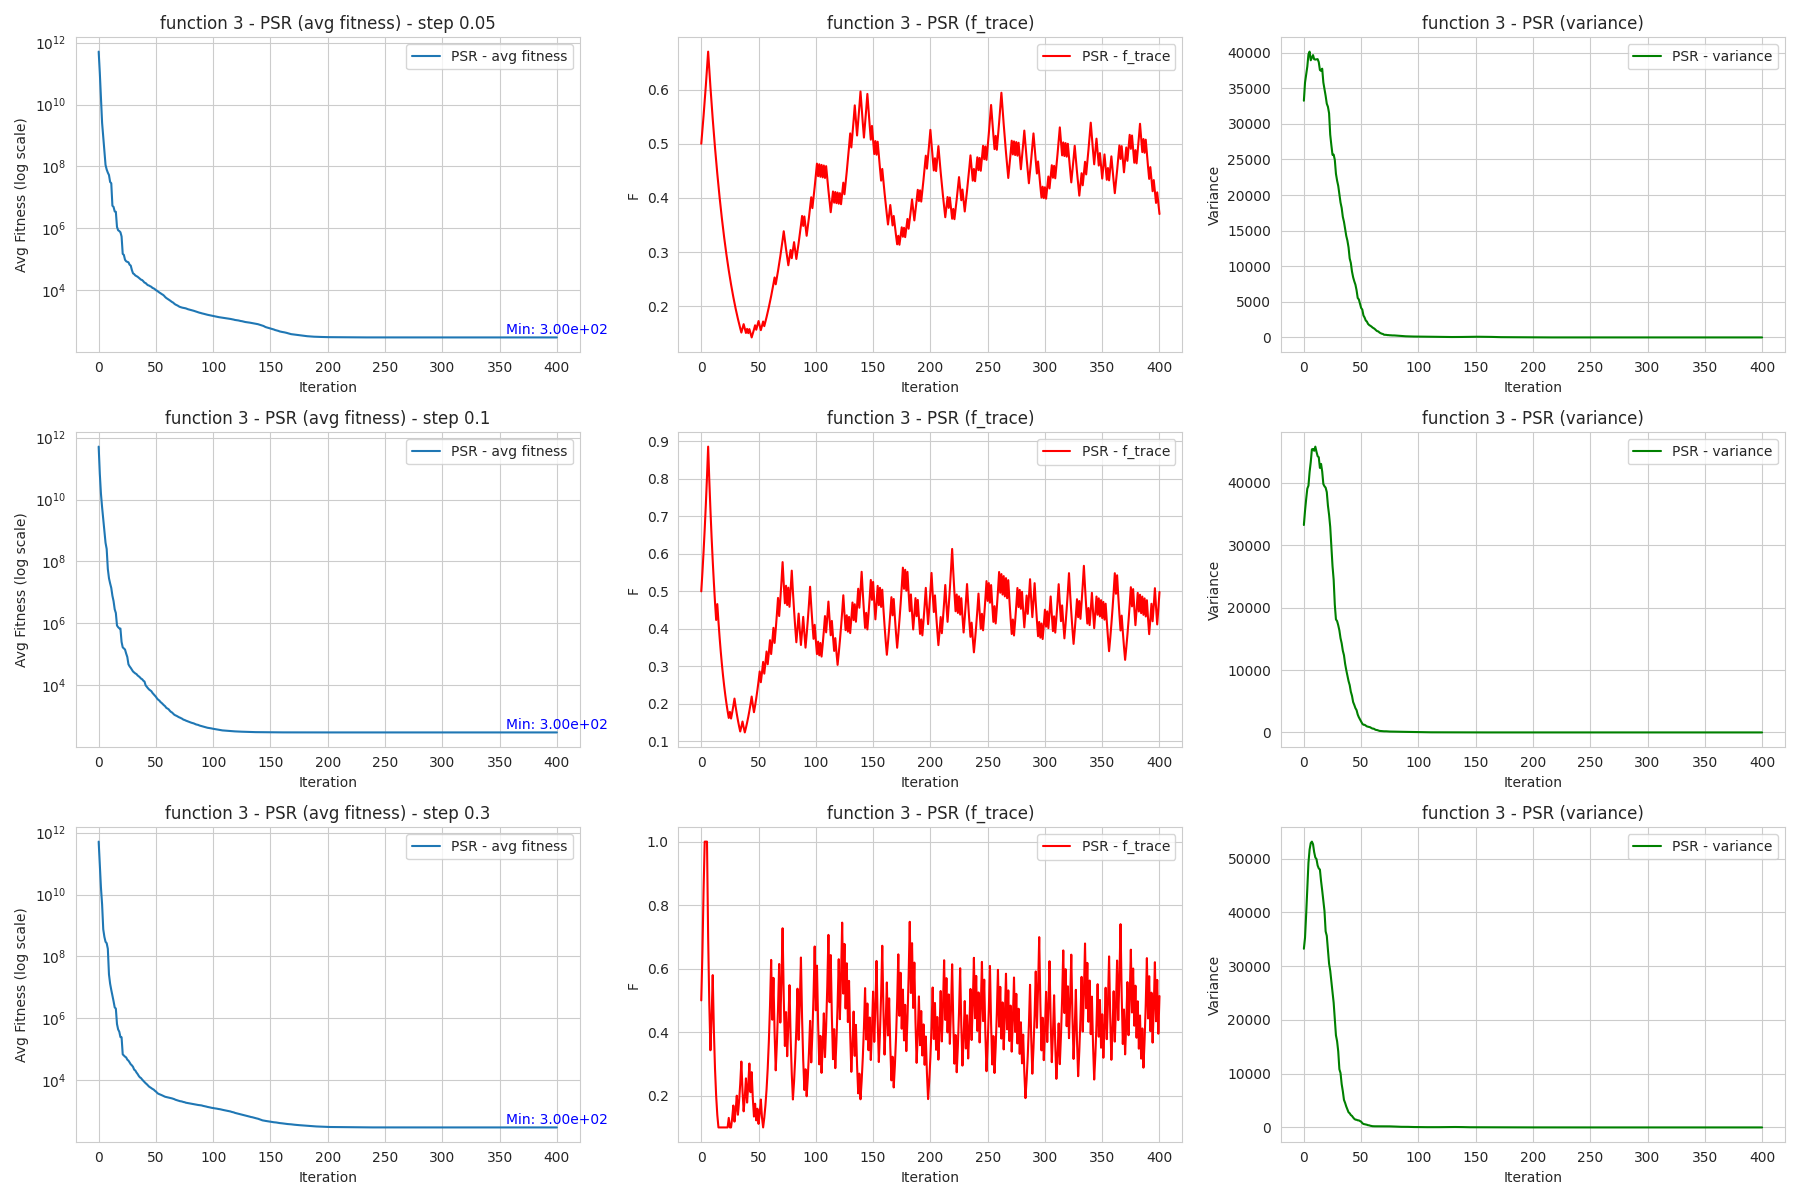 function 3 - PSR (avg fitness) - step 0.05
PSR - avg fitness
Avg Fitness (log scale)
10^12
10^10
10^8
10^6
10^4
Min: 3.00e+02
0 50 100 150 200 250 300 350 400
Iteration
function 3 - PSR (f_trace)
PSR - f_trace
F
0.6
0.5
0.4
0.3
0.2
0 50 100 150 200 250 300 350 400
Iteration
function 3 - PSR (variance)
PSR - variance
Variance
40000
35000
30000
25000
20000
15000
10000
5000
0
0 50 100 150 200 250 300 350 400
Iteration
function 3 - PSR (avg fitness) - step 0.1
PSR - avg fitness
Avg Fitness (log scale)
10^12
10^10
10^8
10^6
10^4
Min: 3.00e+02
0 50 100 150 200 250 300 350 400
Iteration
function 3 - PSR (f_trace)
PSR - f_trace
F
0.9
0.8
0.7
0.6
0.5
0.4
0.3
0.2
0.1
0 50 100 150 200 250 300 350 400
Iteration
function 3 - PSR (variance)
PSR - variance
Variance
40000
30000
20000
10000
0
0 50 100 150 200 250 300 350 400
Iteration
function 3 - PSR (avg fitness) - step 0.3
PSR - avg fitness
Avg Fitness (log scale)
10^12
10^10
10^8
10^6
10^4
Min: 3.00e+02
0 50 100 150 200 250 300 350 400
Iteration
function 3 - PSR (f_trace)
PSR - f_trace
F
1.0
0.8
0.6
0.4
0.2
0 50 100 150 200 250 300 350 400
Iteration
function 3 - PSR (variance)
PSR - variance
Variance
50000
40000
30000
20000
10000
0
0 50 100 150 200 250 300 350 400
Iteration